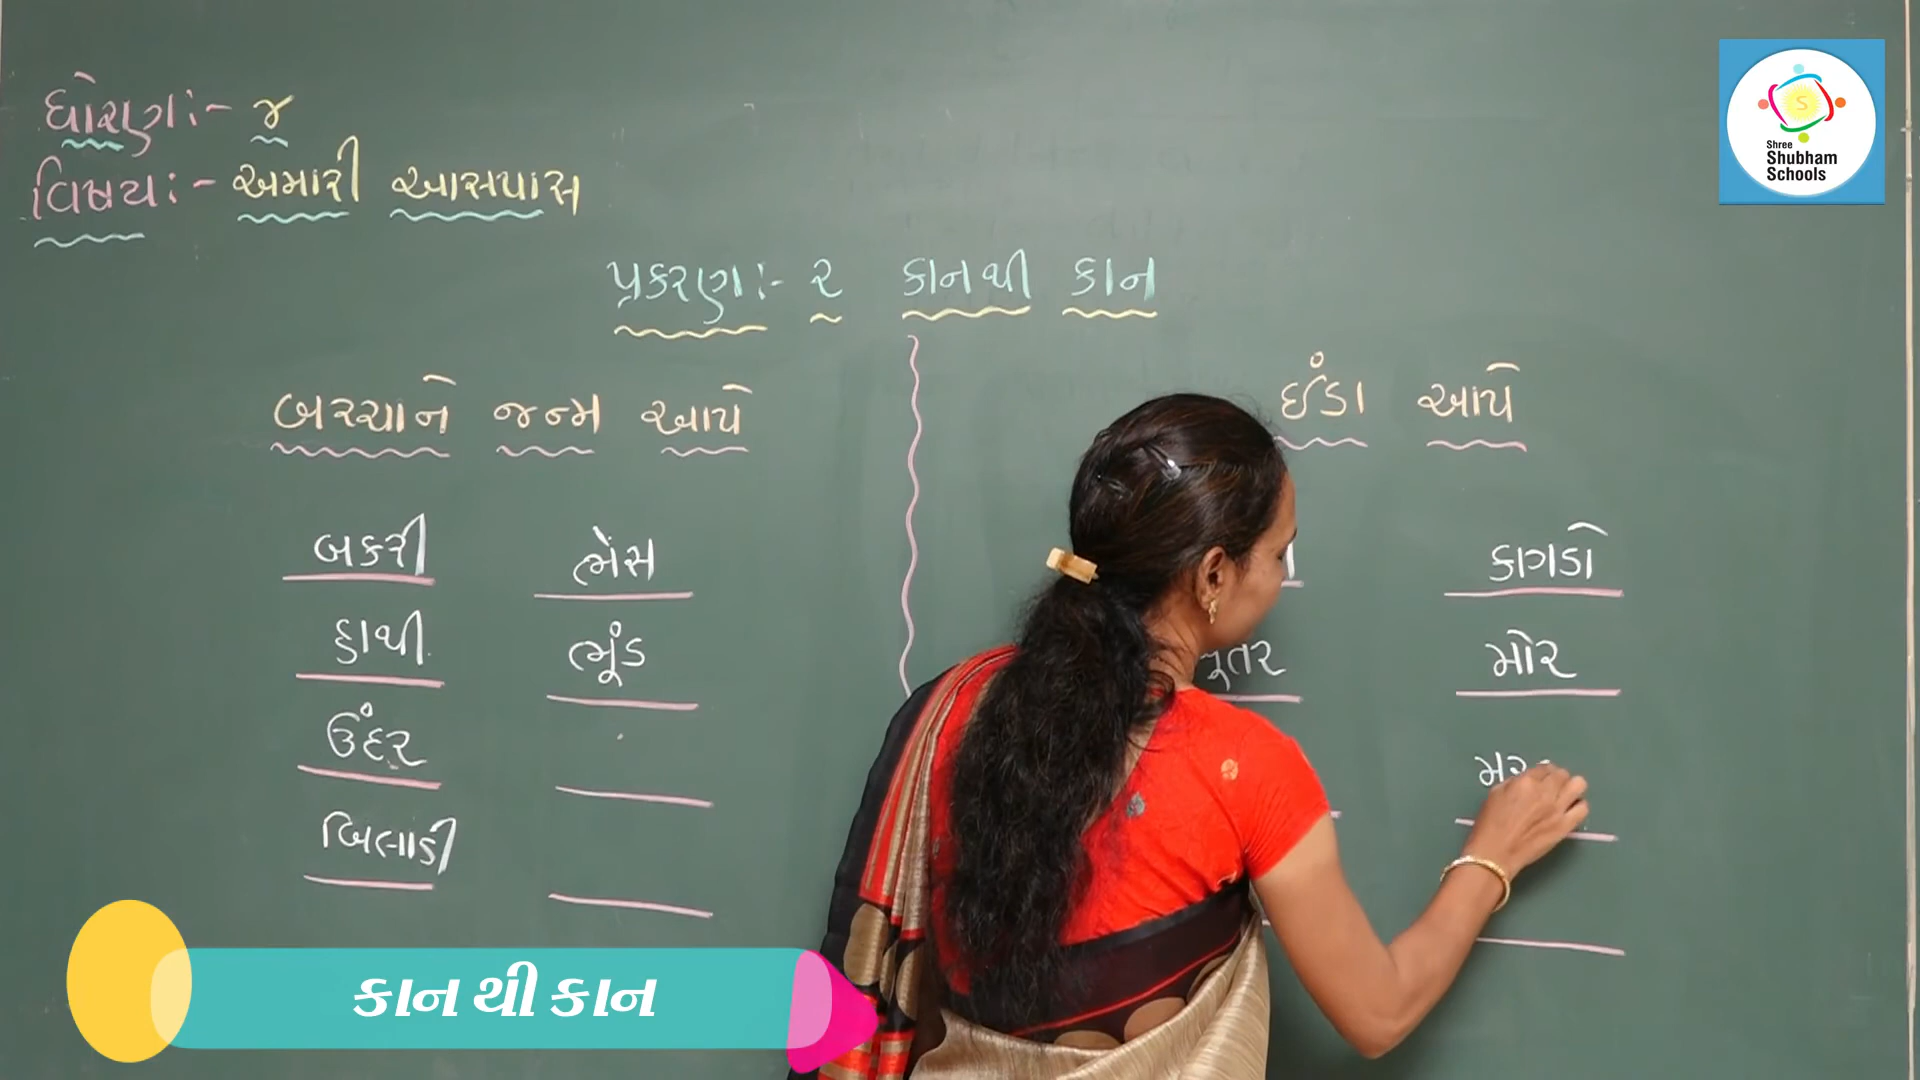 ધોરણઃ- ૪
વિષયઃ- અમારી આસપાસ
Shree
Shubham
Schools
પ્રકરણઃ- ૨ કાનથી કાન
બચ્ચાને જન્મ આપે
ઈંડા આપે
બકરી ભેંસ
હાથી ભૂંડ
ઉંદર
બિલાડી
કાગડો
મોર
કાન થી કાન